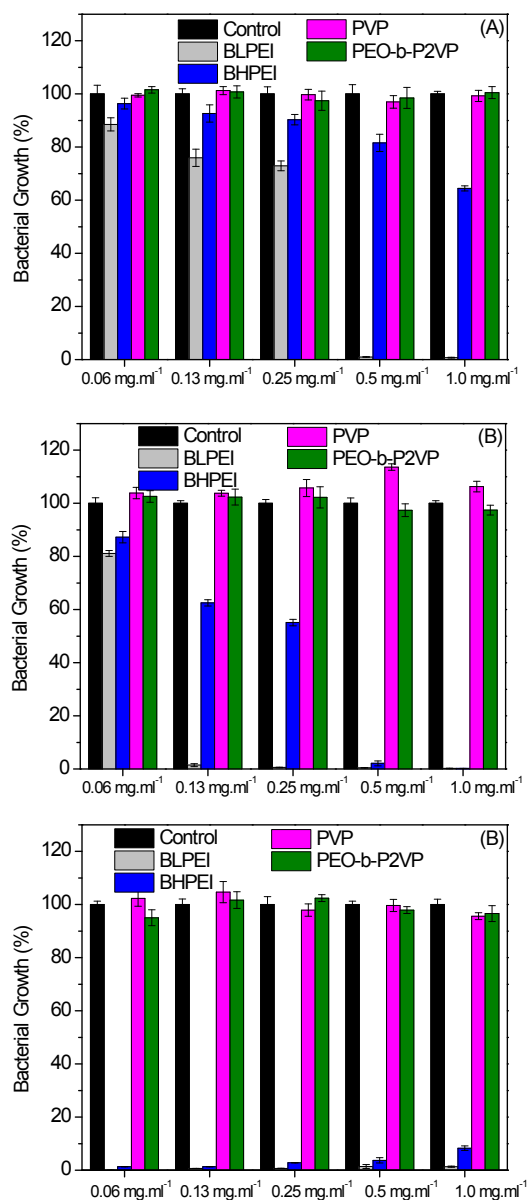 Control
PVP
(A)
BLPEI
PEO-b-P2VP
BHPEI
Bacterial Growth (%)
120
100
80
60
40
20
0
0.06 mg.ml-1
0.13 mg.ml-1
0.25 mg.ml-1
0.5 mg.ml-1
1.0 mg.ml-1
Control
PVP
(B)
BLPEI
PEO-b-P2VP
BHPEI
Bacterial Growth (%)
120
100
80
60
40
20
0
0.06 mg.ml-1
0.13 mg.ml-1
0.25 mg.ml-1
0.5 mg.ml-1
1.0 mg.ml-1
Control
PVP
(B)
BLPEI
PEO-b-P2VP
BHPEI
Bacterial Growth (%)
120
100
80
60
40
20
0
0.06 mg.ml-1
0.13 mg.ml-1
0.25 mg.ml-1
0.5 mg.ml-1
1.0 mg.ml-1